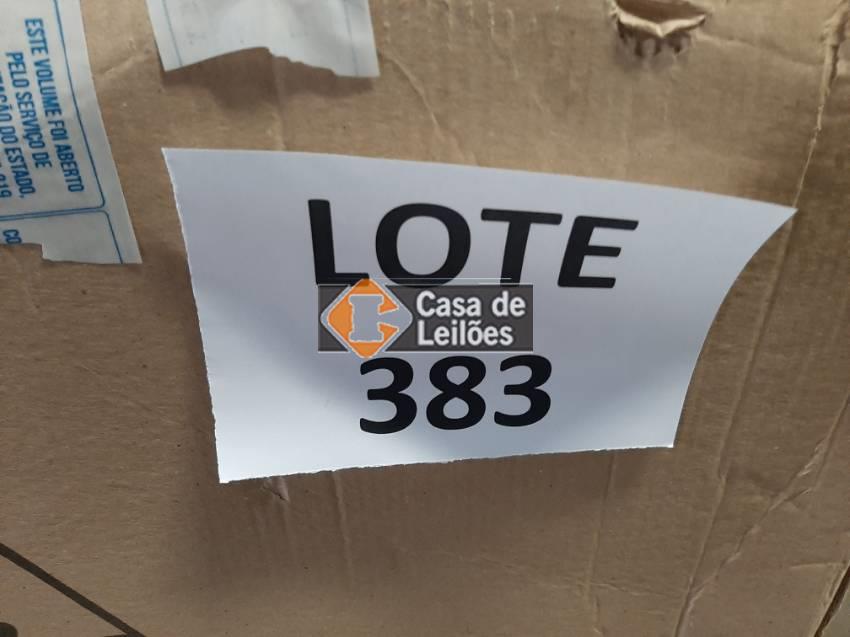 ESTE VOLUME FOI ABERTO
PELO SERVIÇO DE
DO ESTADO,
LOTE
Casa de
Leilões
383